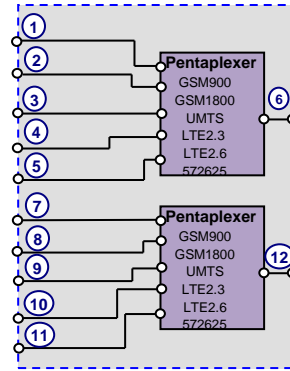 1
2
3
4
5
Pentaplexer
GSM900
GSM1800
UMTS
LTE2.3
LTE2.6
572625
6
7
8
9
10
11
Pentaplexer
GSM900
GSM1800
UMTS
LTE2.3
LTE2.6
572625
12